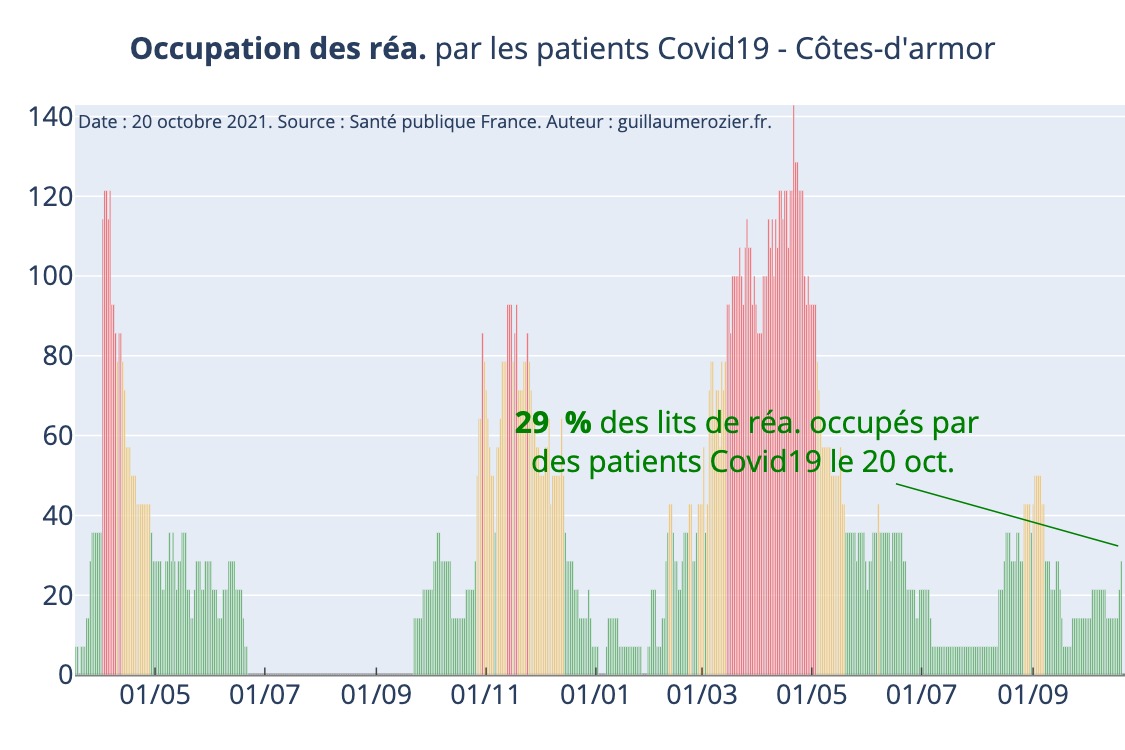 Occupation des réa. par les patients Covid19 - Côtes-d'armor
140
Date : 20 octobre 2021. Source : Santé publique France. Auteur : guillaumerozier.fr.
120
100
80
60
29 % des lits de réa. occupés par
des patients Covid19 le 20 oct.
40
20
0
01/05 01/07 01/09 01/11 01/01 01/03 01/05 01/07 01/09